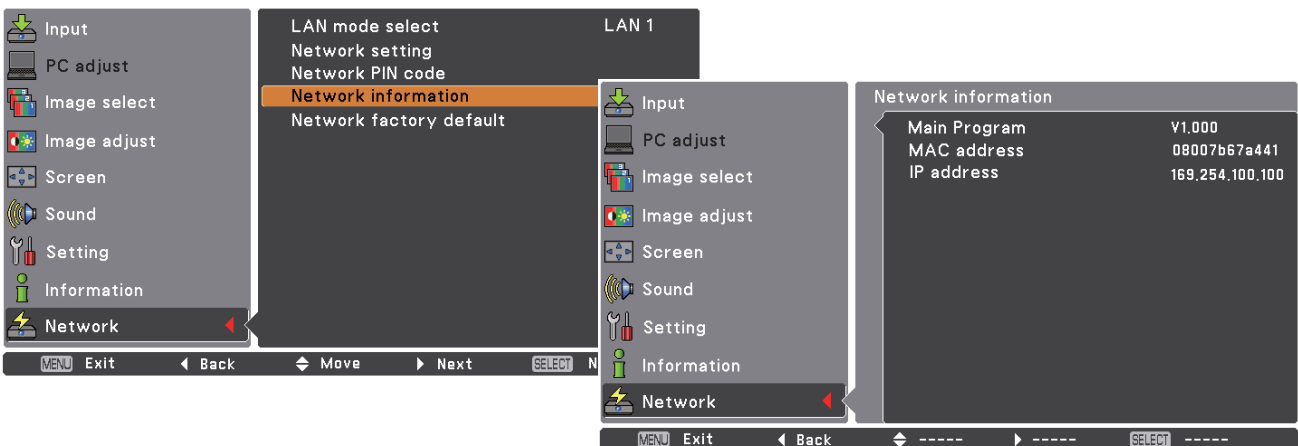 Input
PC adjust
Image select
Image adjust
Screen
Sound
Setting
Information
Network
LAN mode select LAN 1
Network setting
Network PIN code
Network information
Network factory default
MENU Exit Back Move Next SELECT N
Input
PC adjust
Image select
Image adjust
Screen
Sound
Setting
Information
Network
Network information
Main Program V1.000
MAC address 08007b67a441
IP address 169.254.100.100
MENU Exit Back ----- ----- SELECT -----